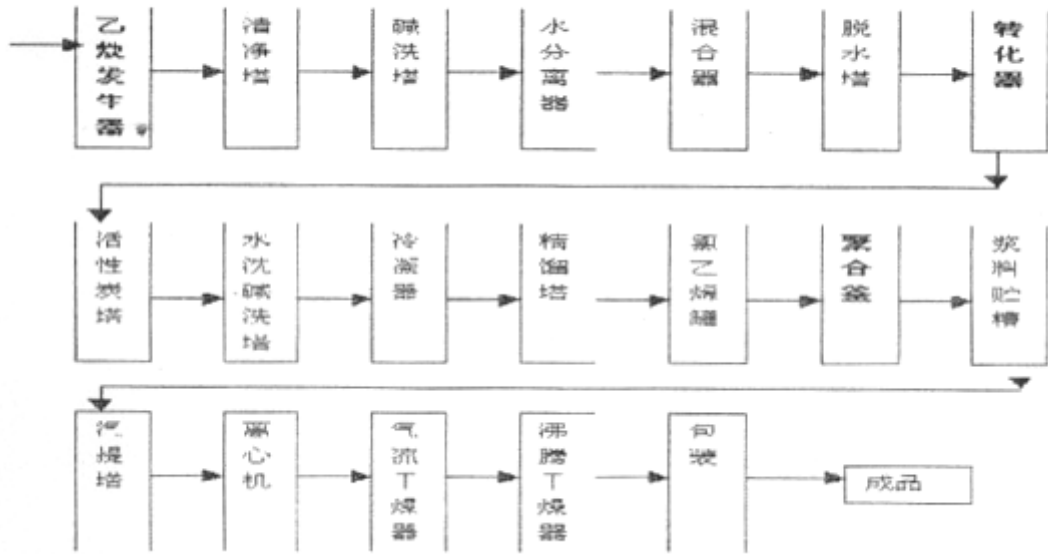 乙炔发生器
清净塔
碱洗塔
水分离器
混合器
脱水塔
转化器
活性炭塔
水洗碱洗塔
冷凝器
精馏塔
氯乙烯罐
聚合釜
浆料贮槽
汽提塔
离心机
气流干燥器
沸腾干燥器
包装
成品